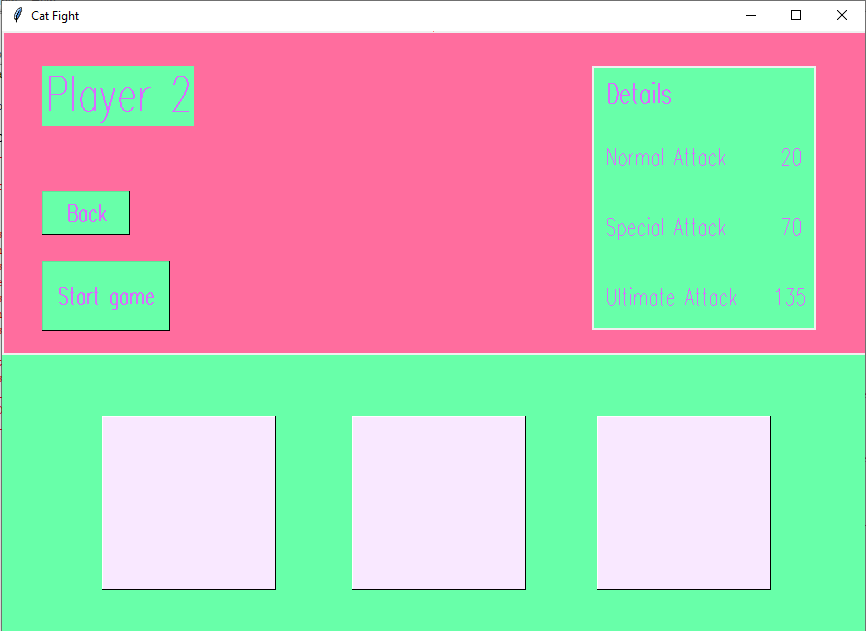 Cat Fight
Player 2
Back
Start game
Details
Normal Attack 20
Special Attack 70
Ultimate Attack 135